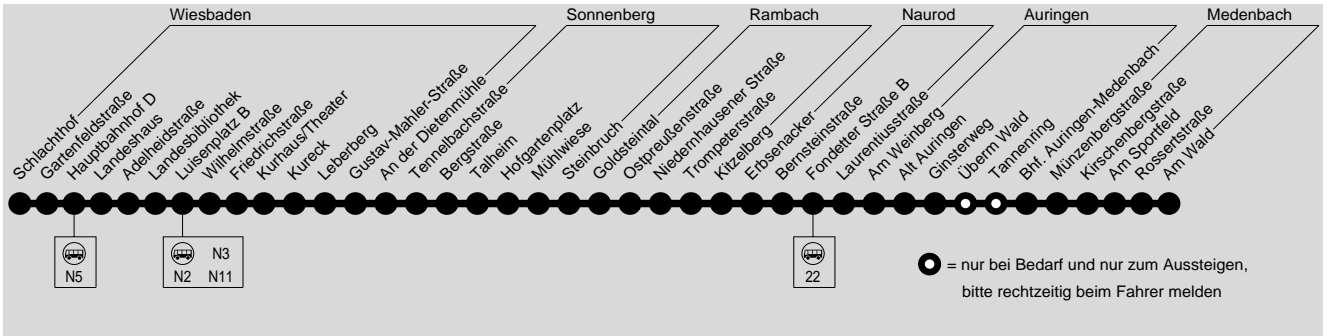 Wiesbaden
Sonnenberg
Rambach
Naurod
Auringen
Medenbach
Schlachthof
Gartenfeldstraße
Hauptbahnhof D
Landeshaus
Adelheidstraße
Landesbibliothek
Luisenplatz B
Wilhelmstraße
Friedrichstraße
Kurhaus/Theater
Kureck
Leberberg
Gustav-Mahler-Straße
An der Dietenmühle
Tennelbachstraße
Bergstraße
Talheim
Hofgartenplatz
Mühlwiese
Steinbruch
Goldsteintal
Ostpreußenstraße
Niedernhausener Straße
Trompeterstraße
Kitzelberg
Erbsenacker
Bernsteinstraße
Fondetter Straße B
Laurentiusstraße
Am Weinberg
Alt Auringen
Ginsterweg
Überm Wald
Tannenring
Bhf. Auringen-Medenbach
Münzenbergstraße
Kirschenbergstraße
Am Sportfeld
Rossertstraße
Am Wald
N5
N3
N2 N11
22
= nur bei Bedarf und nur zum Aussteigen,
bitte rechtzeitig beim Fahrer melden